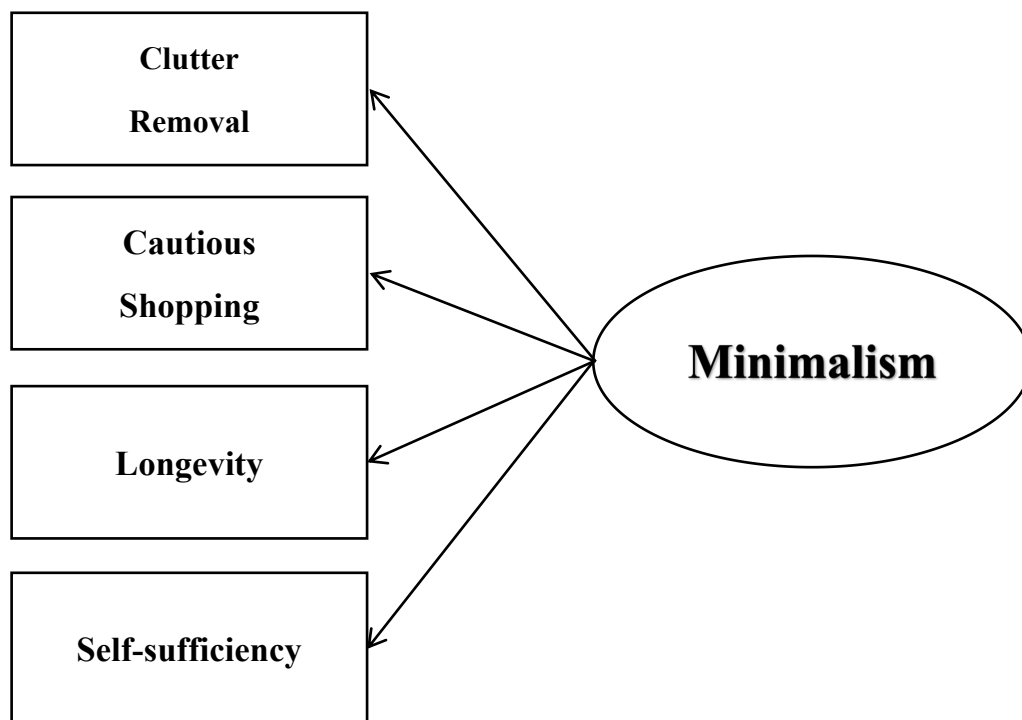 Clutter
Removal
Cautious
Shopping
Minimalism
Longevity
Self-sufficiency